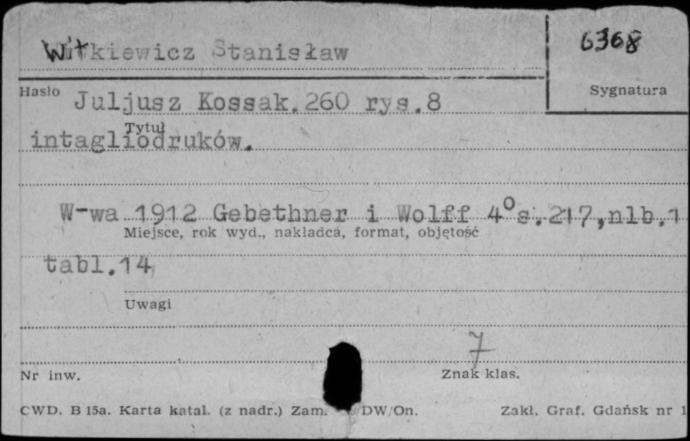 Witkiewicz Stanisław
6368
Hasło
Sygnatura
Juljusz Kossak.260 rys.8
Tytuł
intagliodruków.
W-wa 1912 Gebethner i Wolff 4º s.217,nlb.1
Miejsce, rok wyd., nakładca, format, objętość
tabl.14
Uwagi
7
Nr inw.
Znak klas.
CWD. B 15a. Karta katal. (z nadr.) Zam. DW/On.
Zakł. Graf. Gdańsk nr 1